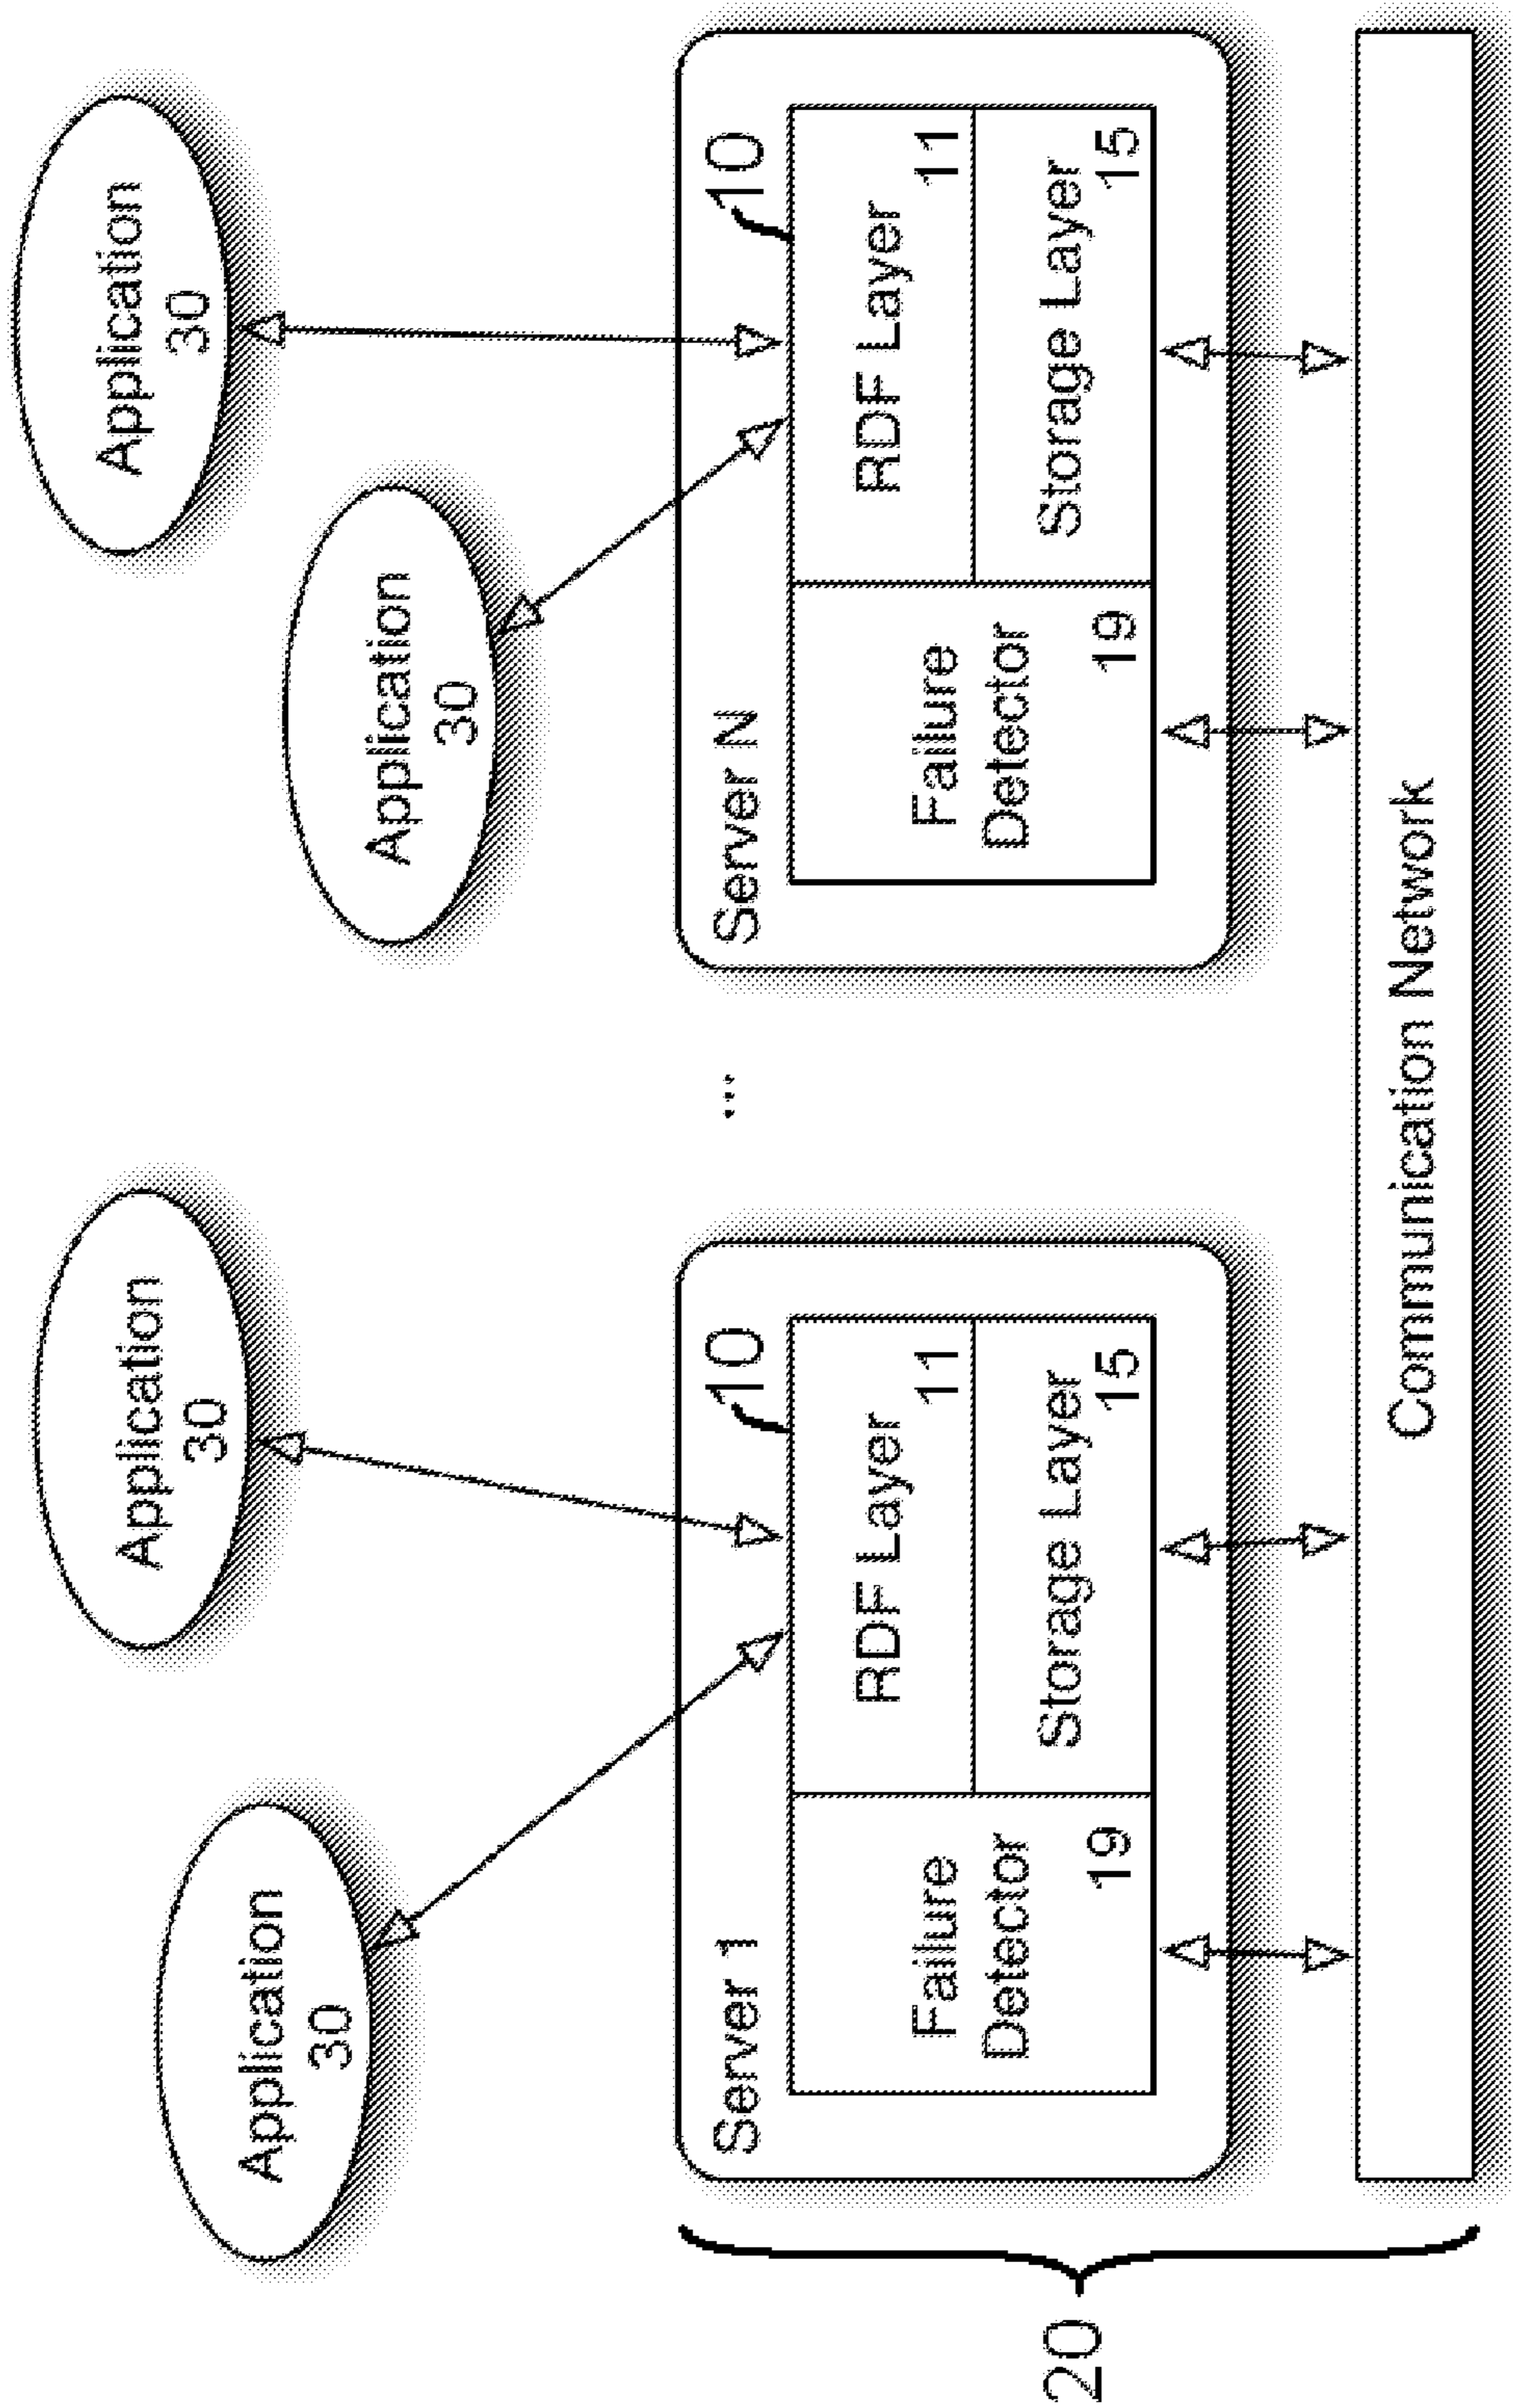 Application
30
Application
30
Application
30
Application
30
Server 1
10
Failure
Detector
19
RDF Layer
11
Storage Layer
15
...
Server N
10
Failure
Detector
19
RDF Layer
11
Storage Layer
15
Communication Network
20